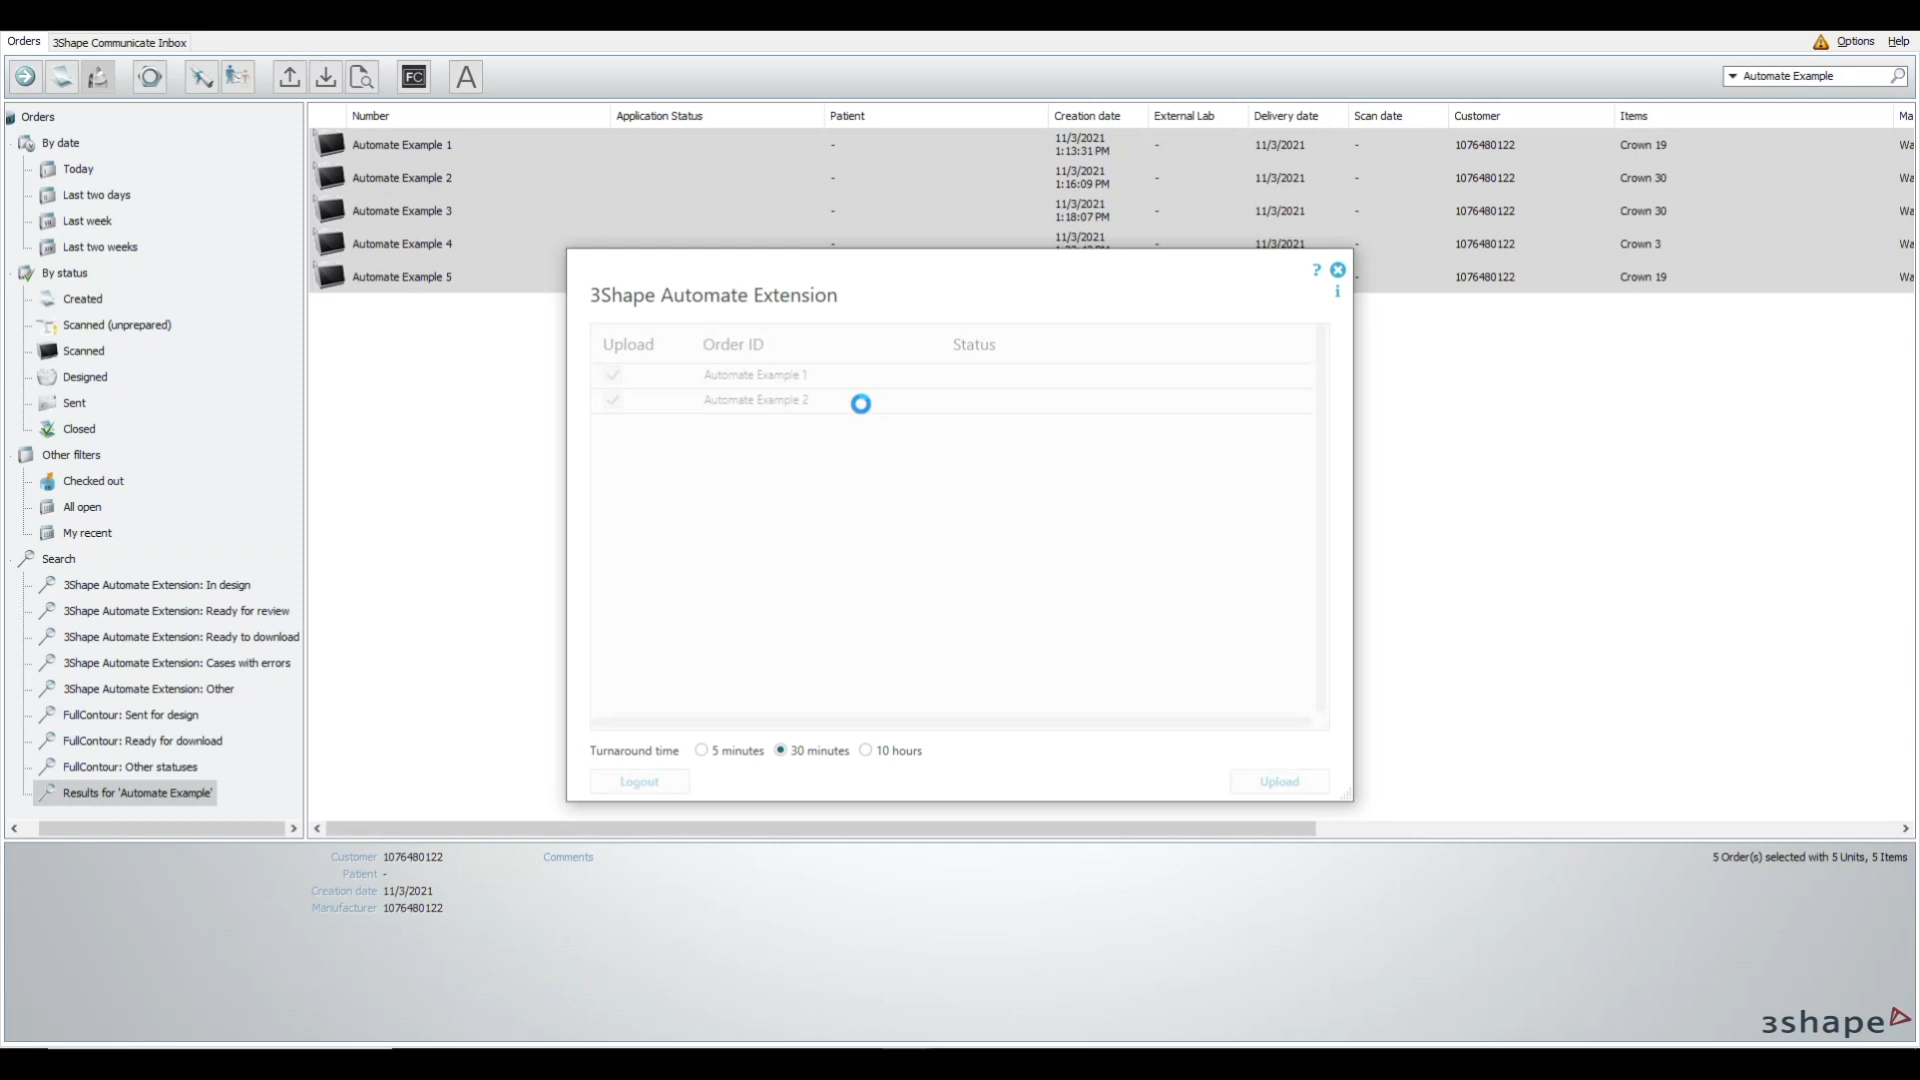 Orders 3Shape Communicate Inbox Options Help
FC A Automate Example
Orders
By date
Today
Last two days
Last week
Last two weeks
By status
Created
Scanned (unprepared)
Scanned
Designed
Sent
Closed
Other filters
Checked out
All open
My recent
Search
3Shape Automate Extension: In design
3Shape Automate Extension: Ready for review
3Shape Automate Extension: Ready to download
3Shape Automate Extension: Cases with errors
3Shape Automate Extension: Other
FullContour: Sent for design
FullContour: Ready for download
FullContour: Other statuses
Results for 'Automate Example'
Number Application Status Patient Creation date External Lab Delivery date Scan date Customer Items Ma
Automate Example 1 - 11/3/2021 1:13:31 PM - 11/3/2021 - 1076480122 Crown 19 Wa
Automate Example 2 - 11/3/2021 1:16:09 PM - 11/3/2021 - 1076480122 Crown 30 Wa
Automate Example 3 - 11/3/2021 1:18:07 PM - 11/3/2021 - 1076480122 Crown 30 Wa
Automate Example 4 - 11/3/2021 - 11/3/2021 - 1076480122 Crown 3 Wa
Automate Example 5 - 1076480122 Crown 19 Wa
3Shape Automate Extension
? i
Upload Order ID Status
Automate Example 1
Automate Example 2
Turnaround time 5 minutes 30 minutes 10 hours
Logout Upload
Customer 1076480122
Patient -
Creation date 11/3/2021
Manufacturer 1076480122
Comments
5 Order(s) selected with 5 Units, 5 Items
3shape